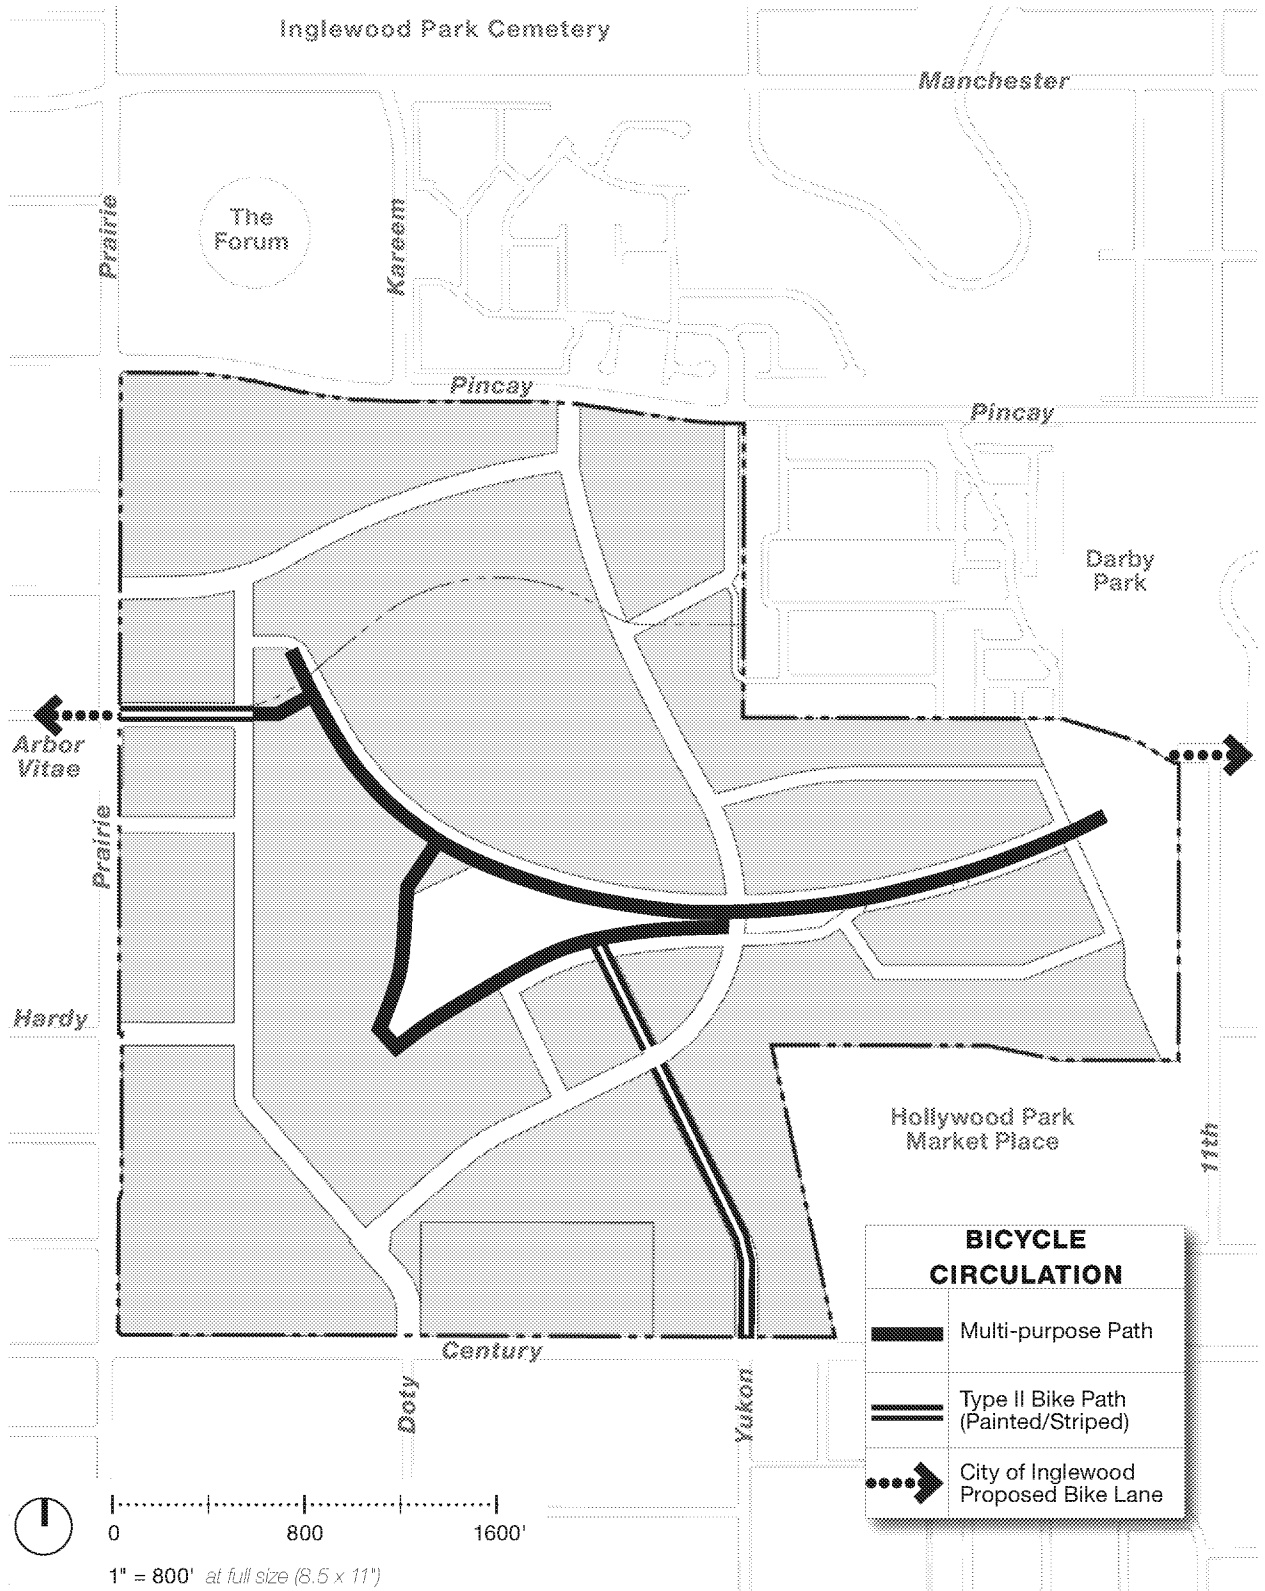 Inglewood Park Cemetery
Manchester
Prairie
The
Forum
Kareem
Pincay
Pincay
Darby
Park
Arbor
Vitae
Prairie
Hardy
Hollywood Park
Market Place
11th
Century
Doty
Yukon
BICYCLE
CIRCULATION
Multi-purpose Path
Type II Bike Path
(Painted/Striped)
City of Inglewood
Proposed Bike Lane
0 800 1600'
1" = 800' at full size (8.5 x 11")